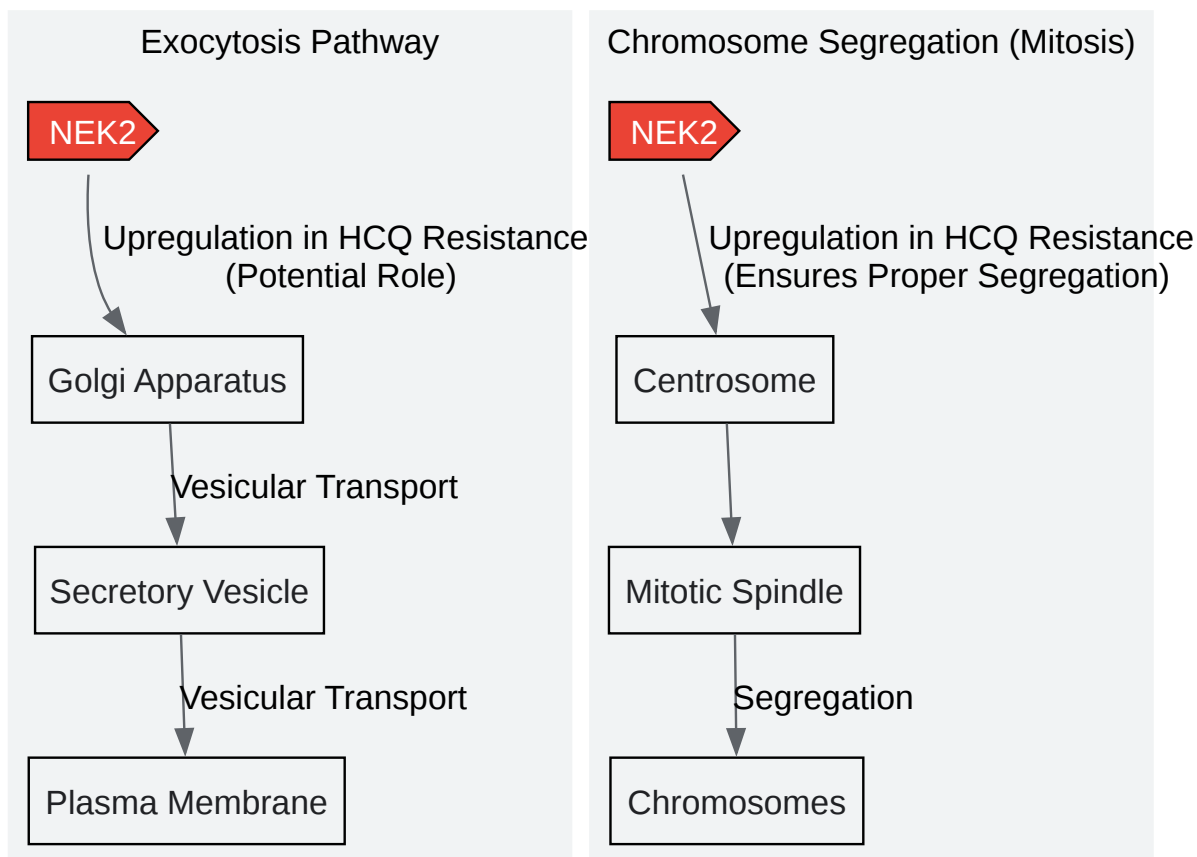 Exocytosis Pathway
NEK2
Upregulation in HCQ Resistance
(Potential Role)
Golgi Apparatus
Vesicular Transport
Secretory Vesicle
Vesicular Transport
Plasma Membrane
Chromosome Segregation (Mitosis)
NEK2
Upregulation in HCQ Resistance
(Ensures Proper Segregation)
Centrosome
Mitotic Spindle
Segregation
Chromosomes